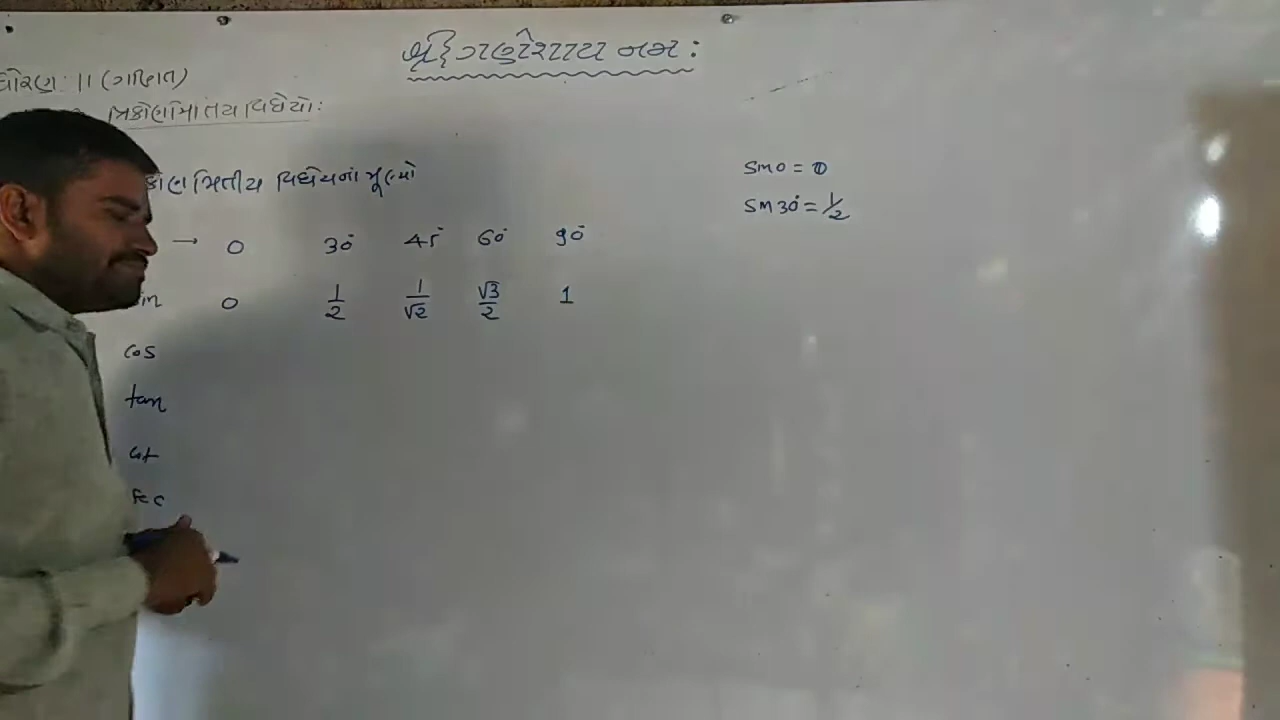 શ્રી ગણેશાય નમઃ
ધોરણ : 11 (ગણિત)
ત્રિકોણમિતિય વિધેયો :
કોણમિતીય વિધેયનાં મૂલ્યો
→ 0 30° 45° 60° 90°
in 0 1/2 1/√2 √3/2 1
cos
tan
cot
sec
sin 0 = 0
sin 30° = 1/2